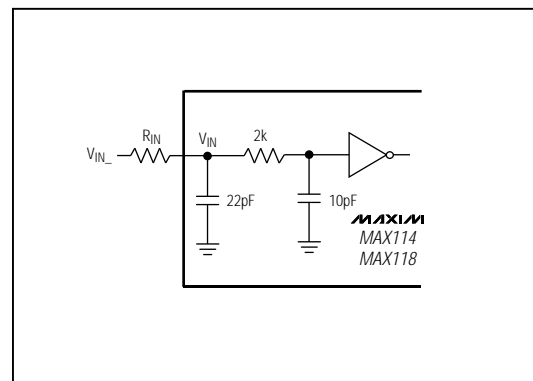 R_IN
V_IN
2k
V_IN_
22pF
10pF
MAXIM
MAX114
MAX118